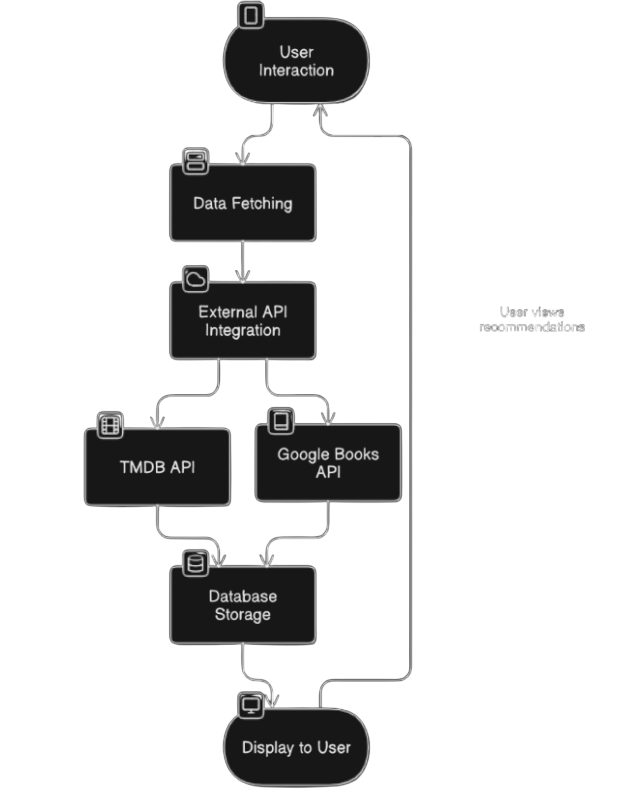 User
Interaction
Data Fetching
External API
Integration
User views
recommendations
TMDB API
Google Books
API
Database
Storage
Display to User